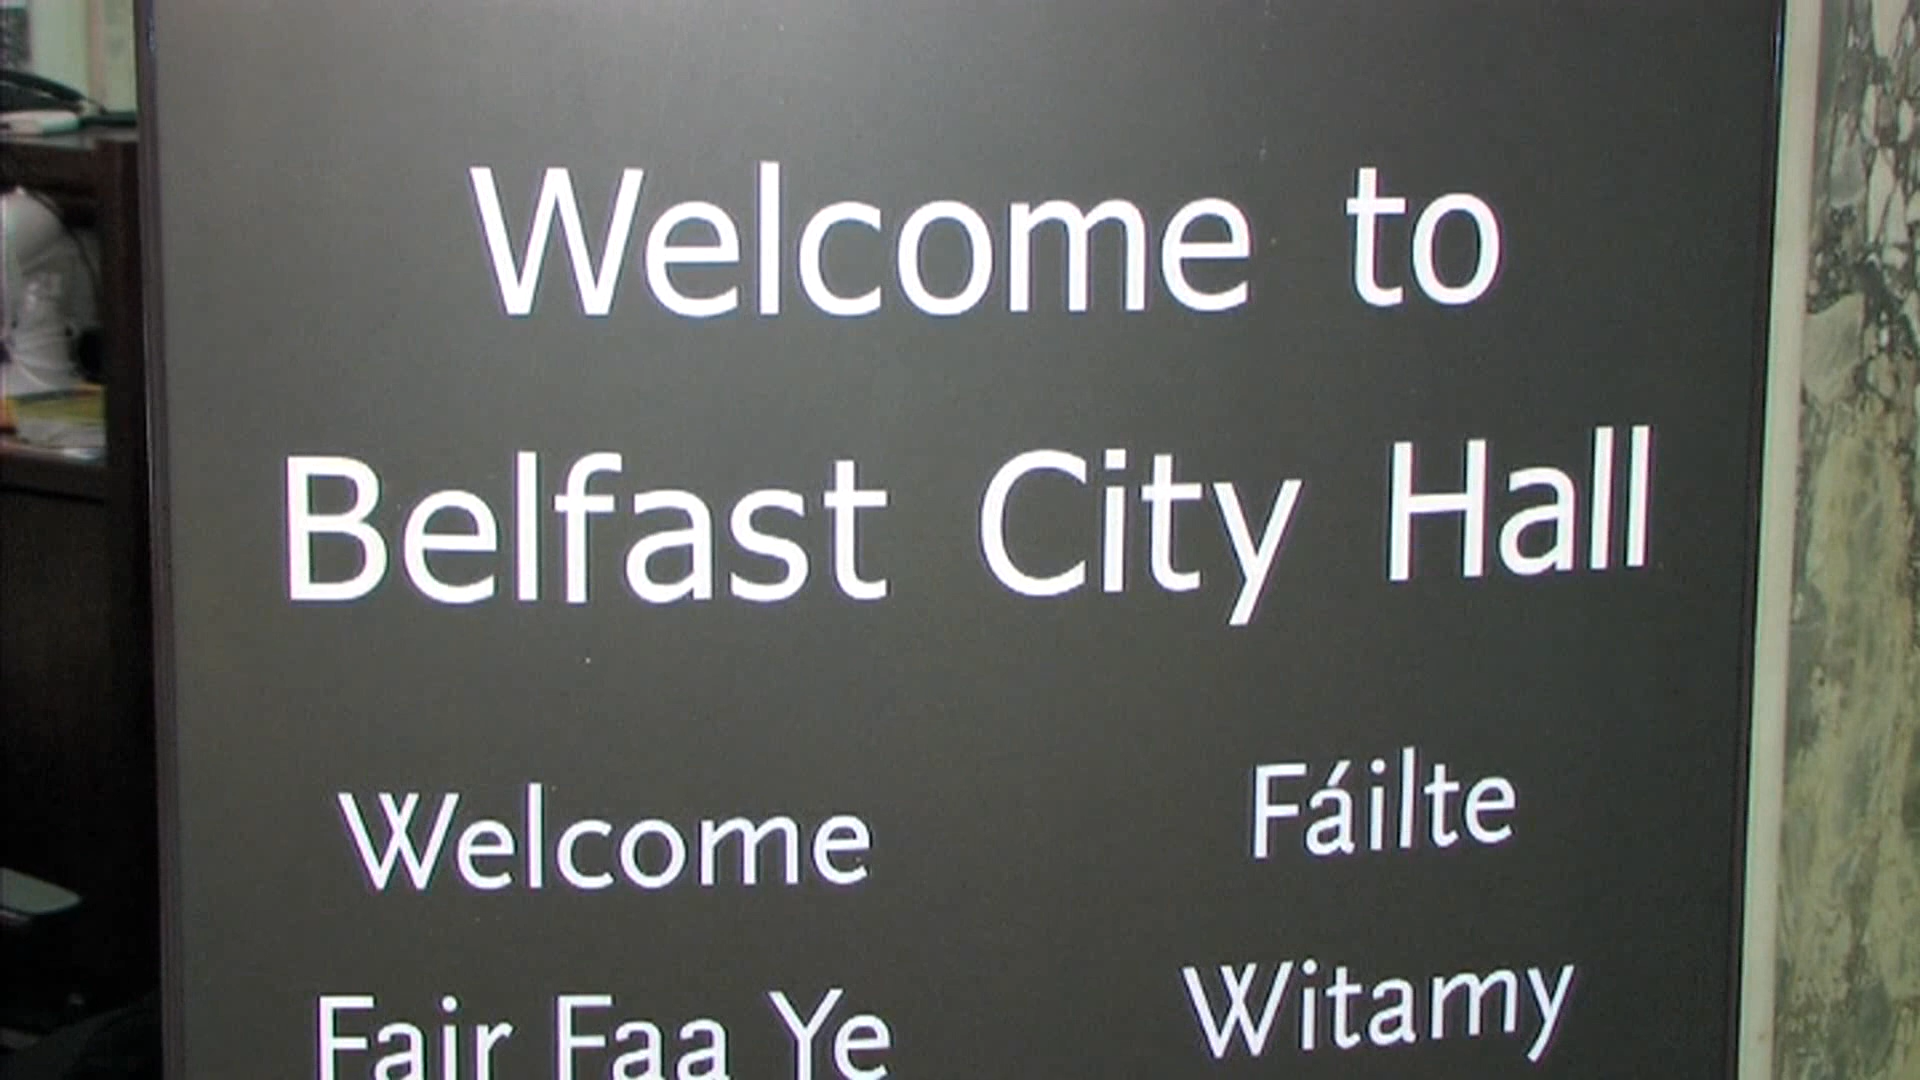 Welcome to
Belfast City Hall
Welcome
Fáilte
Fair Faa Ye
Witamy